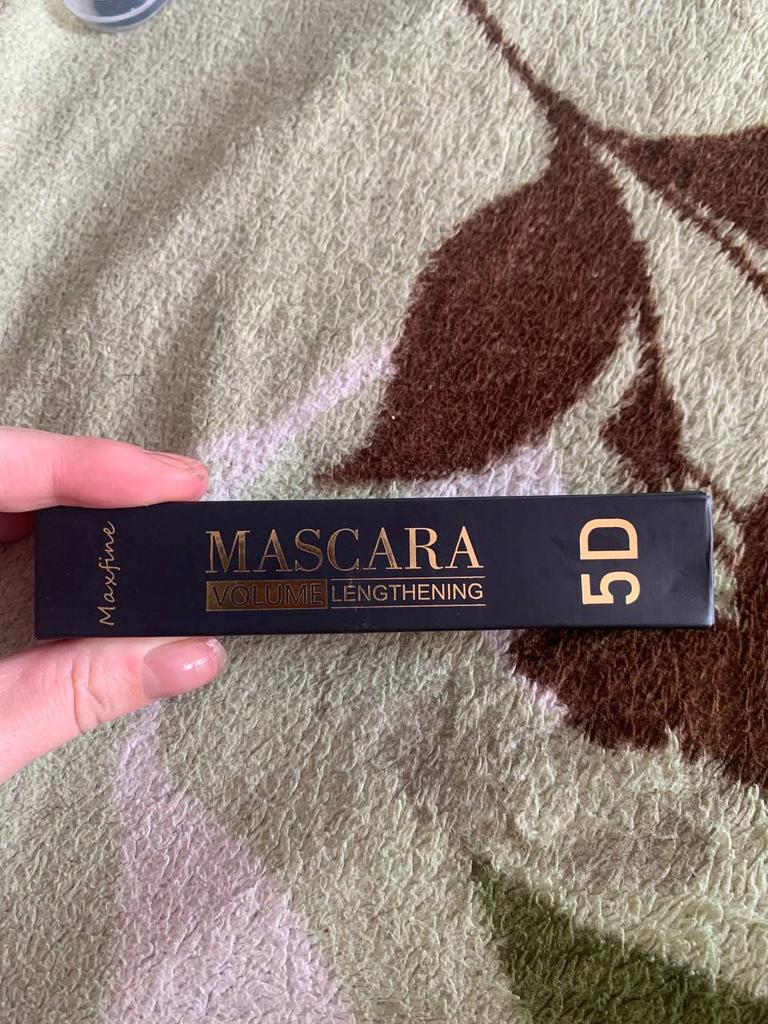 Maxfine
MASCARA
VOLUME LENGTHENING
5D